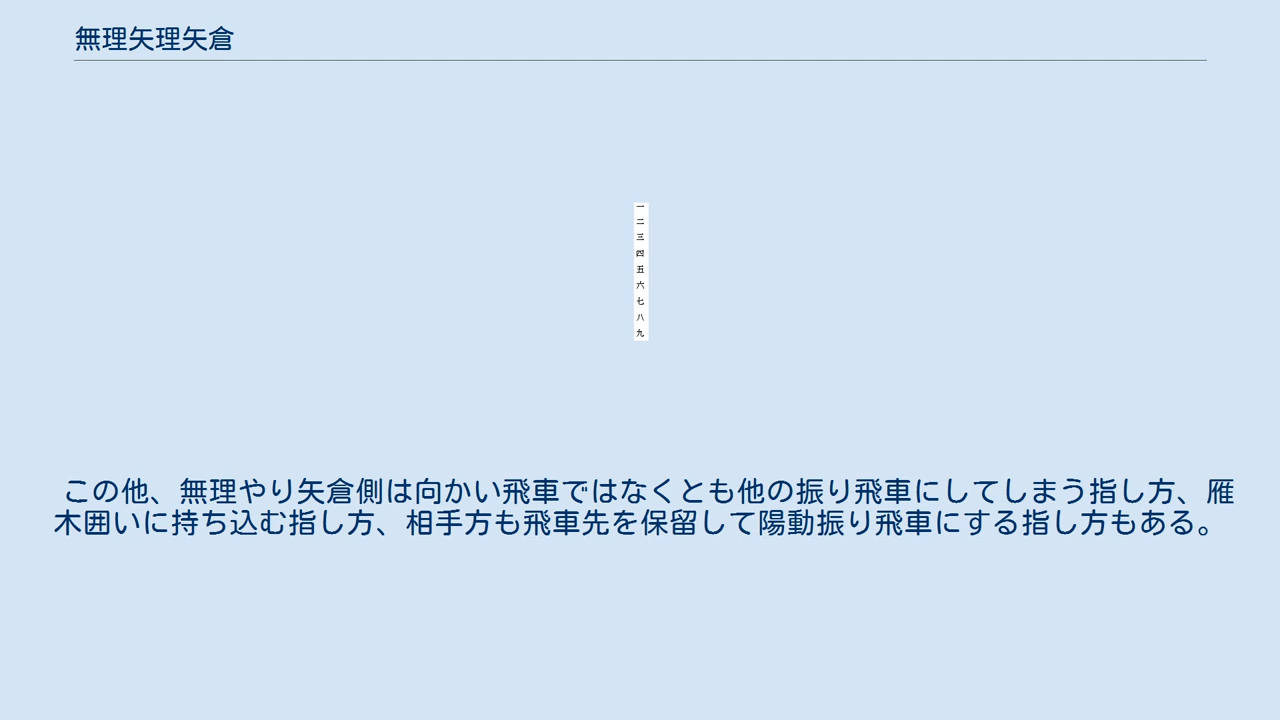 無理矢理矢倉
一
二
三
四
五
六
七
八
九
この他、無理やり矢倉側は向かい飛車ではなくとも他の振り飛車にしてしまう指し方、雁
木囲いに持ち込む指し方、相手方も飛車先を保留して陽動振り飛車にする指し方もある。